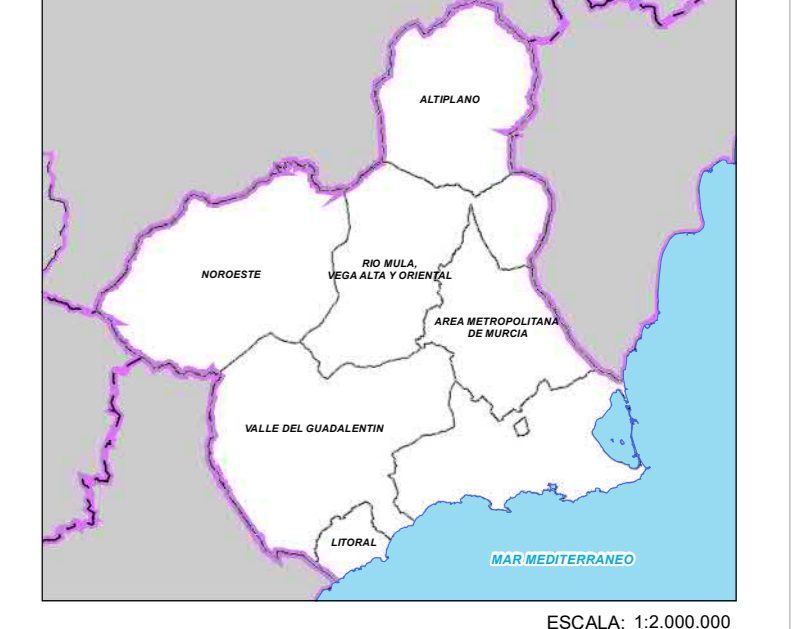 ALTIPLANO
NOROESTE
RIO MULA,
VEGA ALTA Y ORIENTAL
AREA METROPOLITANA
DE MURCIA
VALLE DEL GUADALENTIN
LITORAL
MAR MEDITERRANEO
ESCALA: 1:2.000.000